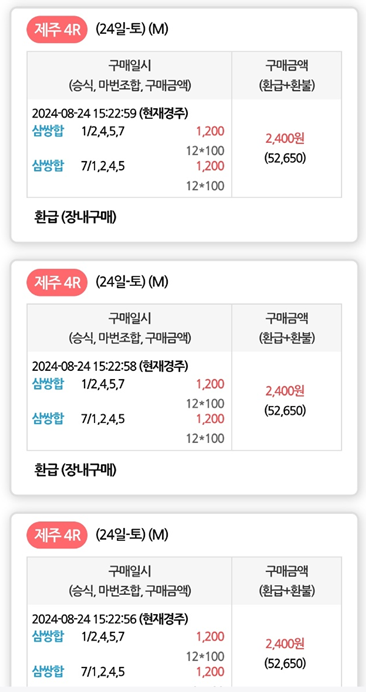 제주 4R (24일-토) (M)
구매일시 구매금액
(승식, 마번조합, 구매금액) (환급+환불)
2024-08-24 15:22:59 (현재경주)
삼쌍합 1/2,4,5,7 1,200
12*100
삼쌍합 7/1,2,4,5 1,200
12*100
2,400원
(52,650)
환급 (장내구매)
제주 4R (24일-토) (M)
구매일시 구매금액
(승식, 마번조합, 구매금액) (환급+환불)
2024-08-24 15:22:58 (현재경주)
삼쌍합 1/2,4,5,7 1,200
12*100
삼쌍합 7/1,2,4,5 1,200
12*100
2,400원
(52,650)
환급 (장내구매)
제주 4R (24일-토) (M)
구매일시 구매금액
(승식, 마번조합, 구매금액) (환급+환불)
2024-08-24 15:22:56 (현재경주)
삼쌍합 1/2,4,5,7 1,200
12*100
삼쌍합 7/1,2,4,5 1,200
2,400원
(52,650)